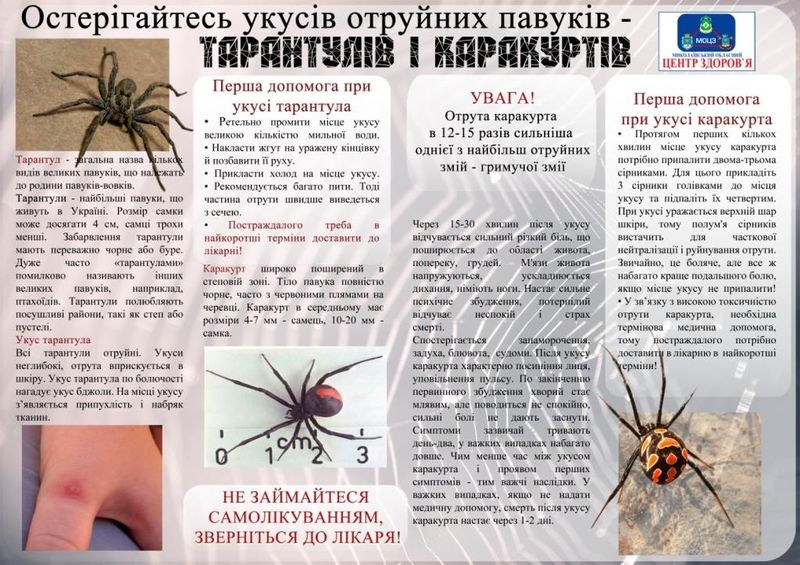 Остерігайтесь укусів отруйних павуків -
ТАРАНТУЛІВ І КАРАКУРТІВ
МОЦЗ
МИКОЛАЇВСЬКИЙ ОБЛАСНИЙ
ЦЕНТР ЗДОРОВ`Я
Тарантул - загальна назва кількох
видів великих павуків, що належать
до родини павуків-вовків.
Тарантули - найбільші павуки, що
живуть в Україні. Розмір самки
може досягати 4 см, самці трохи
менші. Забарвлення тарантули
мають переважно чорне або буре.
Дуже часто «тарантулами»
помилково називають інших
великих павуків, наприклад,
птахоїдів. Тарантули полюбляють
посушливі райони, такі як степ або
пустелі.
Укус тарантула
Всі тарантули отруйні. Укуси
неглибокі, отрута вприскується в
шкіру. Укус тарантула по болючості
нагадує укус бджоли. На місці укусу
з’являється припухлість і набряк
тканин.
Перша допомога при
укусі тарантула
• Ретельно промити місце укусу
великою кількістю мильної води.
• Накласти жгут на уражену кінцівку
й позбавити її руху.
• Прикласти холод на місце укусу.
• Рекомендується багато пити. Тоді
частина отрути швидше виведеться
з сечею.
• Постраждалого треба в
найкоротші терміни доставити до
лікарні!
Каракурт широко поширений в
степовій зоні. Тіло павука повністю
чорне, часто з червоними плямами на
черевці. Каракурт в середньому має
розміри 4-7 мм - самець, 10-20 мм -
самка.
0 1 cm 2 3
НЕ ЗАЙМАЙТЕСЯ
САМОЛІКУВАННЯМ,
ЗВЕРНІТЬСЯ ДО ЛІКАРЯ!
УВАГА!
Отрута каракурта
в 12-15 разів сильніша
однієї з найбільш отруйних
змій - гримучої змії
Через 15-30 хвилин після укусу
відчувається сильний різкий біль, що
поширюється до області живота,
попереку, грудей. М'язи живота
напружуються, ускладнюється
дихання, німіють ноги. Настає сильне
психічне збудження, потерпілий
відчуває неспокій і страх
смерті.
Спостерігається запаморочення,
задуха, блювота, судоми. Після укусу
каракурта характерно посиніння лиця,
уповільнення пульсу. По закінченню
первинного збудження хворий стає
млявим, але поводиться не спокійно,
сильні болі не дають заснути.
Симптоми зазвичай тривають
день-два, у важких випадках набагато
довше. Чим менше час між укусом
каракурта і проявом перших
симптомів - тим важчі наслідки. У
важких випадках, якщо не надати
медичну допомогу, смерть після укусу
каракурта настає через 1-2 дні.
Перша допомога
при укусі каракурта
• Протягом перших кількох
хвилин місце укусу каракурта
потрібно припалити двома-трьома
сірниками. Для цього прикладіть
3 сірники голівками до місця
укусу та підпаліть їх четвертим.
При укусі уражається верхній шар
шкіри, тому полум'я сірників
вистачить для часткової
нейтралізації і руйнування отрути.
Звичайно, це боляче, але все ж
набагато краще подальшого болю,
якщо місце укусу не припалити!
• У зв`язку з високою токсичністю
отрути каракурта, необхідна
термінова медична допомога,
тому постраждалого потрібно
доставити в лікарню в найкоротші
терміни!